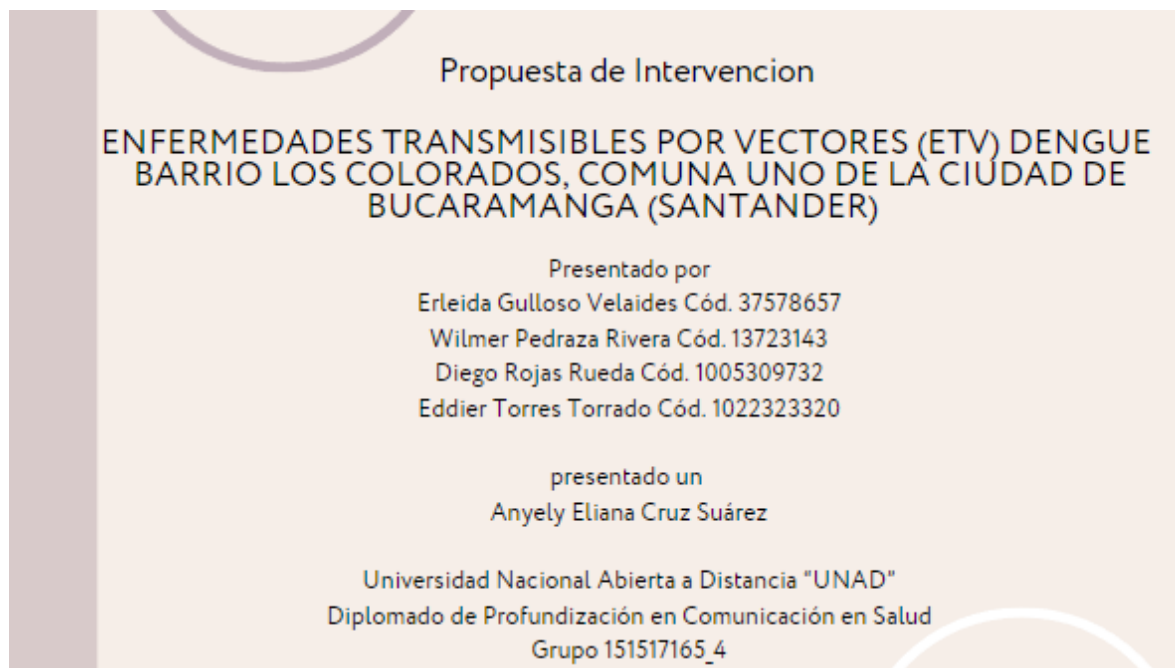 Propuesta de Intervencion
ENFERMEDADES TRANSMISIBLES POR VECTORES (ETV) DENGUE
BARRIO LOS COLORADOS, COMUNA UNO DE LA CIUDAD DE
BUCARAMANGA (SANTANDER)
Presentado por
Erleida Gulloso Velaides Cód. 37578657
Wilmer Pedraza Rivera Cód. 13723143
Diego Rojas Rueda Cód. 1005309732
Eddier Torres Torrado Cód. 1022323320
presentado un
Anyely Eliana Cruz Suárez
Universidad Nacional Abierta a Distancia "UNAD"
Diplomado de Profundización en Comunicación en Salud
Grupo 151517165_4